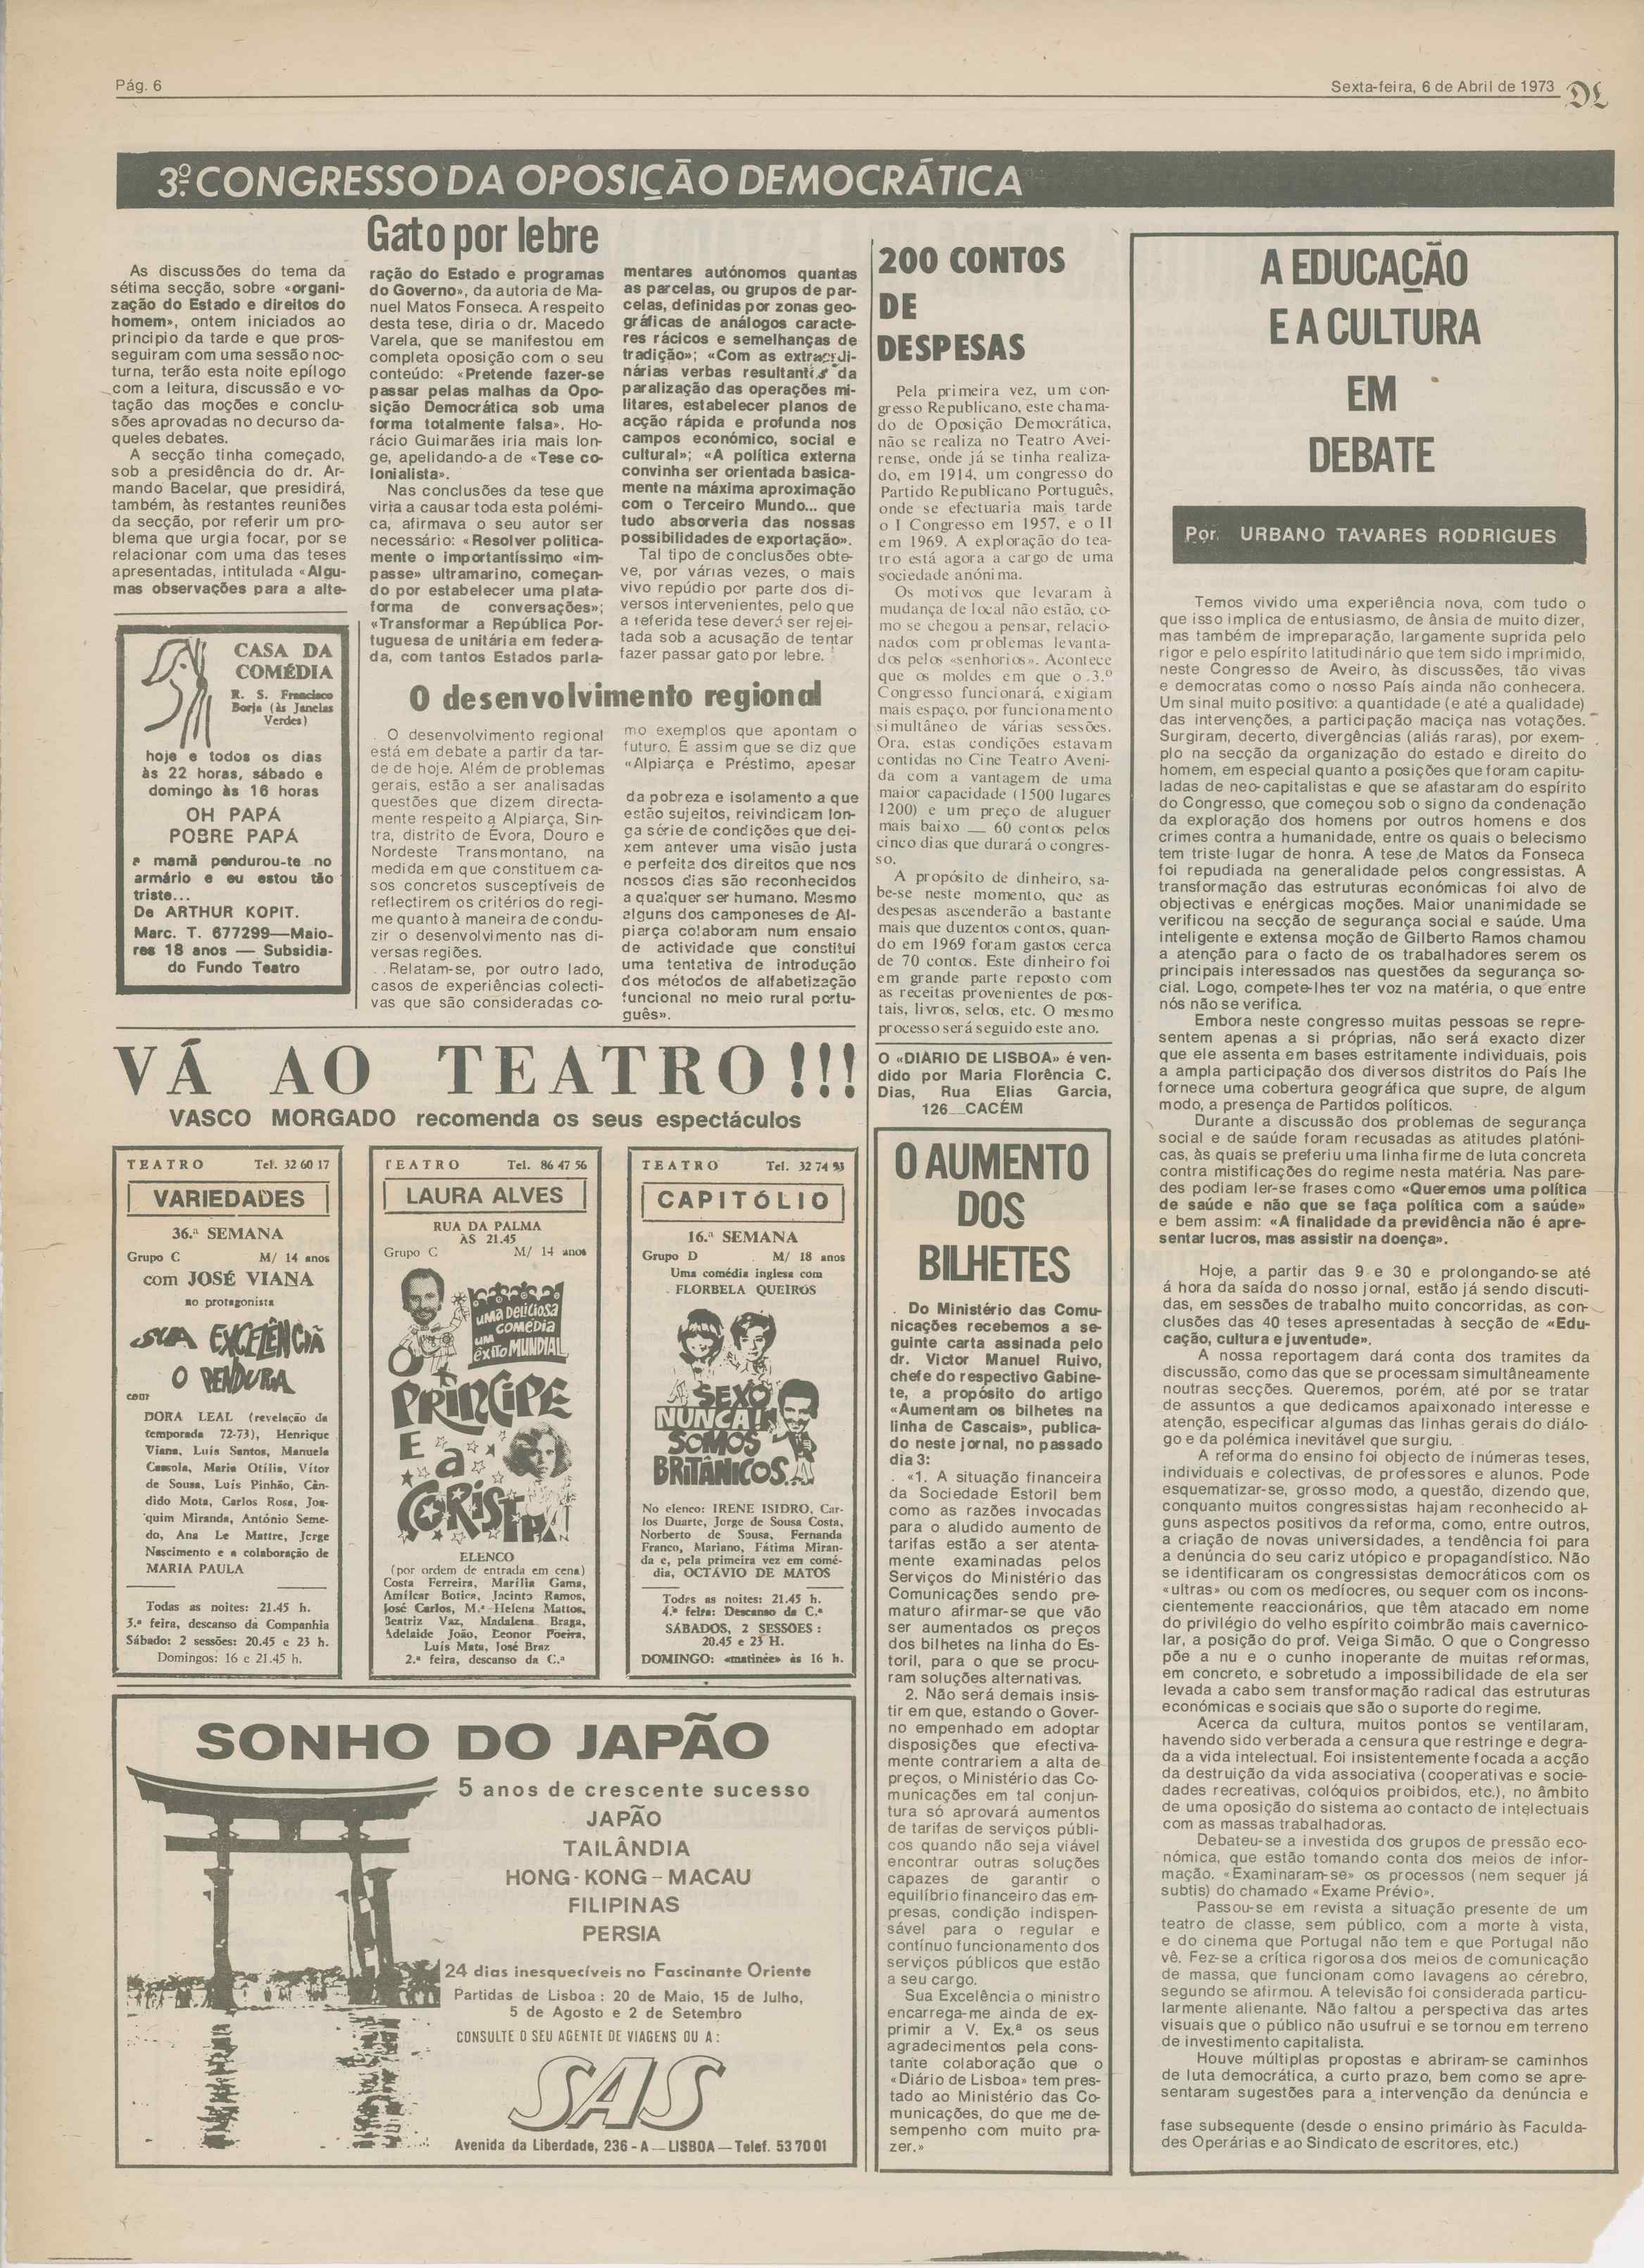 Pág. 6
Sexta-feira, 6 de Abril de 1973
DL
3.º CONGRESSO DA OPOSIÇÃO DEMOCRÁTICA
Gato por lebre
As discussões do tema da
sétima secção, sobre «organi-
zação do Estado e direitos do
homem», ontem iniciados ao
principio da tarde e que pros-
seguiram com uma sessão noc-
turna, terão esta noite epílogo
com a leitura, discussão e vo-
tação das moções e conclu-
sões aprovadas no decurso da-
queles debates.
A secção tinha começado,
sob a presidência do dr. Ar-
mando Bacelar, que presidirá,
também, às restantes reuniões
da secção, por referir um pro-
blema que urgia focar, por se
relacionar com uma das teses
apresentadas, intitulada «Algu-
mas observações para a alte-
ração do Estado e programas
do Governo», da autoria de Ma-
nuel Matos Fonseca. A respeito
desta tese, diria o dr. Macedo
Varela, que se manifestou em
completa oposição com o seu
conteúdo: «Pretende fazer-se
passar pelas malhas da Opo-
sição Democrática sob uma
forma totalmente falsa». Ho-
rácio Guimarães iria mais lon-
ge, apelidando-a de «Tese co-
lonialista».
Nas conclusões da tese que
viria a causar toda esta polémi-
ca, afirmava o seu autor ser
necessário: «Resolver politica-
mente o importantíssimo «im-
passe» ultramarino, começan-
do por estabelecer uma plata-
forma de conversações»;
«Transformar a República Por-
tuguesa de unitária em federa-
da, com tantos Estados parla-
mentares autónomos quantas
as parcelas, ou grupos de par-
celas, definidas por zonas geo-
gráficas de análogos caracte-
res rácicos e semelhanças de
tradição»; «Com as extraordi-
nárias verbas resultantes da
paralização das operações mi-
litares, estabelecer planos de
acção rápida e profunda nos
campos económico, social e
cultural»; «A política externa
convinha ser orientada basica-
mente na máxima aproximação
com o Terceiro Mundo... que
tudo absorveria das nossas
possibilidades de exportação».
Tal tipo de conclusões obte-
ve, por várias vezes, o mais
vivo repúdio por parte dos di-
versos intervenientes, pelo que
a referida tese deverá ser rejei-
tada sob a acusação de tentar
fazer passar gato por lebre.
CASA DA
COMÉDIA
R. S. Francisco
Borja (às Janelas
Verdes)
hoje e todos os dias
às 22 horas, sábado e
domingo às 16 horas
OH PAPÁ
POBRE PAPÁ
a mamã pendurou-te no
armário e eu estou tão
triste...
De ARTHUR KOPIT.
Marc. T. 677299—Maio-
res 18 anos — Subsidia-
do Fundo Teatro
O desenvolvimento regional
O desenvolvimento regional
está em debate a partir da tar-
de de hoje. Além de problemas
gerais, estão a ser analisadas
questões que dizem directa-
mente respeito a Alpiarça, Sin-
tra, distrito de Évora, Douro e
Nordeste Transmontano, na
medida em que constituem ca-
sos concretos susceptíveis de
reflectirem os critérios do regi-
me quanto à maneira de condu-
zir o desenvolvimento nas di-
versas regiões.
Relatam-se, por outro lado,
casos de experiências colecti-
vas que são consideradas co-
mo exemplos que apontam o
futuro. É assim que se diz que
«Alpiarça e Préstimo, apesar
da pobreza e isolamento a que
estão sujeitos, reivindicam lon-
ga série de condições que dei-
xem antever uma visão justa
e perfeita dos direitos que nos
nossos dias são reconhecidos
a qualquer ser humano. Mesmo
alguns dos camponeses de Al-
piarça colaboram num ensaio
de actividade que constitui
uma tentativa de introdução
dos métodos de alfabetização
funcional no meio rural portu-
guês».
VÁ AO TEATRO!!!
VASCO MORGADO recomenda os seus espectáculos
TEATRO Tel. 32 60 17
VARIEDADES
36.ª SEMANA
Grupo C M/ 14 anos
com JOSÉ VIANA
no protagonista
SUA EXCELÊNCIA
O PENDURA
com
DORA LEAL (revelação da
temporada 72-73), Henrique
Viana, Luís Santos, Manuela
Cassola, Maria Otília, Vítor
de Sousa, Luís Pinhão, Cân-
dido Mota, Carlos Rosa, Joa-
quim Miranda, António Seme-
do, Ana Le Mattre, Jorge
Nascimento e a colaboração de
MARIA PAULA
Todas as noites: 21.45 h.
3.ª feira, descanso da Companhia
Sábado: 2 sessões: 20.45 e 23 h.
Domingos: 16 e 21.45 h.
TEATRO Tel. 86 47 56
LAURA ALVES
RUA DA PALMA
ÀS 21.45
Grupo C M/ 14 anos
UMA DELICIOSA
COMÉDIA
UM
ÊXITO MUNDIAL
O
PRÍNCIPE
E
a
CORISTA
ELENCO
(por ordem de entrada em cena)
Costa Ferreira, Marília Gama,
Amílcar Botica, Jacinto Ramos,
José Carlos, M.ª Helena Mattos,
Beatriz Vaz, Madalena Braga,
Adelaide João, Leonor Poeira,
Luís Mata, José Braz
2.ª feira, descanso da C.ª
TEATRO Tel. 32 74 93
CAPITÓLIO
16.ª SEMANA
Grupo D M/ 18 anos
Uma comédia inglesa com
FLORBELA QUEIRÓS
SEXO
NUNCA!
SOMOS
BRITÂNICOS
No elenco: IRENE ISIDRO, Car-
los Duarte, Jorge de Sousa Costa,
Norberto de Sousa, Fernanda
Franco, Mariano, Fátima Miran-
da e, pela primeira vez em comé-
dia, OCTÁVIO DE MATOS
Todas as noites: 21.45 h.
4.ª feira: Descanso da C.ª
SÁBADOS, 2 SESSÕES:
20.45 e 23 H.
DOMINGO: «matinée» às 16 h.
SONHO DO JAPÃO
5 anos de crescente sucesso
JAPÃO
TAILÂNDIA
HONG-KONG – MACAU
FILIPINAS
PERSIA
24 dias inesquecíveis no Fascinante Oriente
Partidas de Lisboa: 20 de Maio, 15 de Julho,
5 de Agosto e 2 de Setembro
CONSULTE O SEU AGENTE DE VIAGENS OU A:
SAS
Avenida da Liberdade, 236 - A — LISBOA — Telef. 53 70 01
200 CONTOS
DE
DESPESAS
Pela primeira vez, um con-
gresso Republicano, este chama-
do de Oposição Democrática,
não se realiza no Teatro Avei-
rense, onde já se tinha realiza-
do, em 1914, um congresso do
Partido Republicano Português,
onde se efectuaria mais tarde
o I Congresso em 1957, e o II
em 1969. A exploração do tea-
tro está agora a cargo de uma
sociedade anónima.
Os motivos que levaram à
mudança de local não estão, co-
mo se chegou a pensar, relacio-
nados com problemas levanta-
dos pelos «senhorios». Acontece
que os moldes em que o 3.º
Congresso funcionará, exigiam
mais espaço, por funcionamento
simultâneo de várias sessões.
Ora, estas condições estavam
contidas no Cine Teatro Aveni-
da com a vantagem de uma
maior capacidade (1500 lugares
1200) e um preço de aluguer
mais baixo — 60 contos pelos
cinco dias que durará o congres-
so.
A propósito de dinheiro, sa-
be-se neste momento, que as
despesas ascenderão a bastante
mais que duzentos contos, quan-
do em 1969 foram gastos cerca
de 70 contos. Este dinheiro foi
em grande parte reposto com
as receitas provenientes de pos-
tais, livros, selos, etc. O mesmo
processo será seguido este ano.
O «DIARIO DE LISBOA» é ven-
dido por Maria Florência C.
Dias, Rua Elias Garcia,
126—CACÉM
O AUMENTO
DOS
BILHETES
Do Ministério das Comu-
nicações recebemos a se-
guinte carta assinada pelo
dr. Victor Manuel Ruivo,
chefe do respectivo Gabine-
te, a propósito do artigo
«Aumentam os bilhetes na
linha de Cascais», publica-
do neste jornal, no passado
dia 3:
«1. A situação financeira
da Sociedade Estoril bem
como as razões invocadas
para o aludido aumento de
tarifas estão a ser atenta-
mente examinadas pelos
Serviços do Ministério das
Comunicações sendo pre-
maturo afirmar-se que vão
ser aumentados os preços
dos bilhetes na linha do Es-
toril, para o que se procu-
ram soluções alternativas.
2. Não será demais insis-
tir em que, estando o Gover-
no empenhado em adoptar
disposições que efectiva-
mente contrariem a alta de
preços, o Ministério das Co-
municações em tal conjun-
tura só aprovará aumentos
de tarifas de serviços públi-
cos quando não seja viável
encontrar outras soluções
capazes de garantir o
equilíbrio financeiro das em-
presas, condição indispen-
sável para o regular e
contínuo funcionamento dos
serviços públicos que estão
a seu cargo.
Sua Excelência o ministro
encarrega-me ainda de ex-
primir a V. Ex.ª os seus
agradecimentos pela cons-
tante colaboração que o
«Diário de Lisboa» tem pres-
tado ao Ministério das Co-
municações, do que me de-
sempenho com muito pra-
zer.»
A EDUCAÇÃO
E A CULTURA
EM
DEBATE
Por: URBANO TAVARES RODRIGUES
Temos vivido uma experiência nova, com tudo o
que isso implica de entusiasmo, de ânsia de muito dizer,
mas também de impreparação, largamente suprida pelo
rigor e pelo espírito latitudinário que tem sido imprimido,
neste Congresso de Aveiro, às discussões, tão vivas
e democratas como o nosso País ainda não conhecera.
Um sinal muito positivo: a quantidade (e até a qualidade)
das intervenções, a participação maciça nas votações.
Surgiram, decerto, divergências (aliás raras), por exem-
plo na secção da organização do estado e direito do
homem, em especial quanto a posições que foram capitu-
ladas de neo-capitalistas e que se afastaram do espírito
do Congresso, que começou sob o signo da condenação
da exploração dos homens por outros homens e dos
crimes contra a humanidade, entre os quais o belecismo
tem triste lugar de honra. A tese de Matos da Fonseca
foi repudiada na generalidade pelos congressistas. A
transformação das estruturas económicas foi alvo de
objectivas e enérgicas moções. Maior unanimidade se
verificou na secção de segurança social e saúde. Uma
inteligente e extensa moção de Gilberto Ramos chamou
a atenção para o facto de os trabalhadores serem os
principais interessados nas questões da segurança so-
cial. Logo, compete-lhes ter voz na matéria, o que entre
nós não se verifica.
Embora neste congresso muitas pessoas se repre-
sentem apenas a si próprias, não será exacto dizer
que ele assenta em bases estritamente individuais, pois
a ampla participação dos diversos distritos do País lhe
fornece uma cobertura geográfica que supre, de algum
modo, a presença de Partidos políticos.
Durante a discussão dos problemas de segurança
social e de saúde foram recusadas as atitudes platóni-
cas, às quais se preferiu uma linha firme de luta concreta
contra mistificações do regime nesta matéria. Nas pare-
des podiam ler-se frases como «Queremos uma política
de saúde e não que se faça política com a saúde»
e bem assim: «A finalidade da previdência não é apre-
sentar lucros, mas assistir na doença».
Hoje, a partir das 9 e 30 e prolongando-se até
á hora da saída do nosso jornal, estão já sendo discuti-
das, em sessões de trabalho muito concorridas, as con-
clusões das 40 teses apresentadas à secção de «Edu-
cação, cultura e juventude».
A nossa reportagem dará conta dos tramites da
discussão, como das que se processam simultâneamente
noutras secções. Queremos, porém, até por se tratar
de assuntos a que dedicamos apaixonado interesse e
atenção, especificar algumas das linhas gerais do diálo-
go e da polémica inevitável que surgiu.
A reforma do ensino foi objecto de inúmeras teses,
individuais e colectivas, de professores e alunos. Pode
esquematizar-se, grosso modo, a questão, dizendo que,
conquanto muitos congressistas hajam reconhecido al-
guns aspectos positivos da reforma, como, entre outros,
a criação de novas universidades, a tendência foi para
a denúncia do seu cariz utópico e propagandístico. Não
se identificaram os congressistas democráticos com os
«ultras» ou com os medíocres, ou sequer com os incons-
cientemente reaccionários, que têm atacado em nome
do privilégio do velho espírito coimbrão mais cavernico-
lar, a posição do prof. Veiga Simão. O que o Congresso
põe a nu e o cunho inoperante de muitas reformas,
em concreto, e sobretudo a impossibilidade de ela ser
levada a cabo sem transformação radical das estruturas
económicas e sociais que são o suporte do regime.
Acerca da cultura, muitos pontos se ventilaram,
havendo sido verberada a censura que restringe e degra-
da a vida intelectual. Foi insistentemente focada a acção
da destruição da vida associativa (cooperativas e socie-
dades recreativas, colóquios proibidos, etc.), no âmbito
de uma oposição do sistema ao contacto de intelectuais
com as massas trabalhadoras.
Debateu-se a investida dos grupos de pressão eco-
nómica, que estão tomando conta dos meios de infor-
mação. «Examinaram-se» os processos (nem sequer já
subtis) do chamado «Exame Prévio».
Passou-se em revista a situação presente de um
teatro de classe, sem público, com a morte à vista,
e do cinema que Portugal não tem e que Portugal não
vê. Fez-se a crítica rigorosa dos meios de comunicação
de massa, que funcionam como lavagens ao cérebro,
segundo se afirmou. A televisão foi considerada particu-
larmente alienante. Não faltou a perspectiva das artes
visuais que o público não usufrui e se tornou em terreno
de investimento capitalista.
Houve múltiplas propostas e abriram-se caminhos
de luta democrática, a curto prazo, bem como se apre-
sentaram sugestões para a intervenção da denúncia e
fase subsequente (desde o ensino primário às Faculda-
des Operárias e ao Sindicato de escritores, etc.)